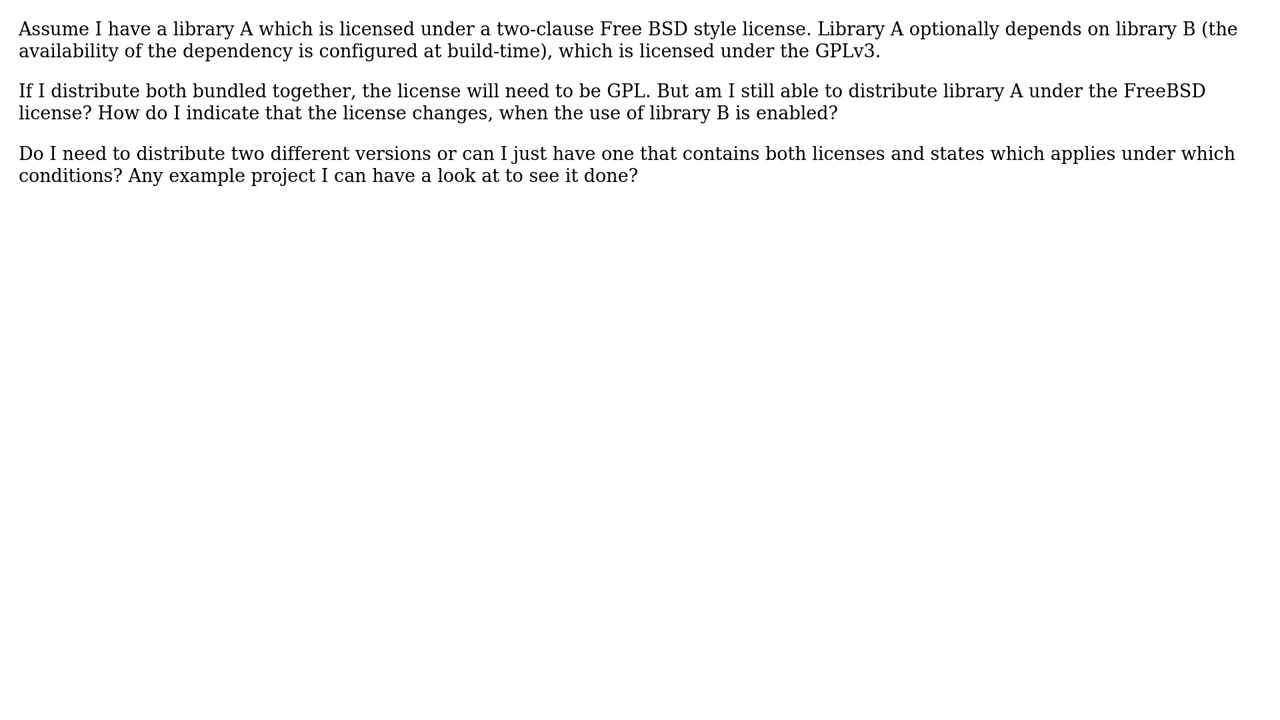 Assume I have a library A which is licensed under a two-clause Free BSD style license. Library A optionally depends on library B (the
availability of the dependency is configured at build-time), which is licensed under the GPLv3.
If I distribute both bundled together, the license will need to be GPL. But am I still able to distribute library A under the FreeBSD
license? How do I indicate that the license changes, when the use of library B is enabled?
Do I need to distribute two different versions or can I just have one that contains both licenses and states which applies under which
conditions? Any example project I can have a look at to see it done?